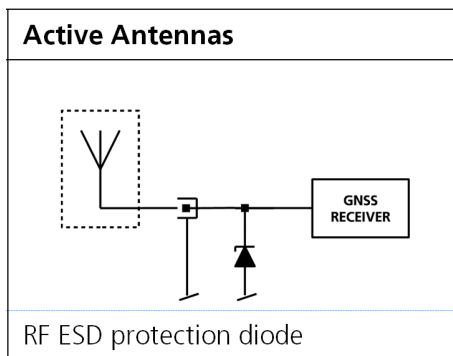 Active Antennas
GNSS
RECEIVER
RF ESD protection diode